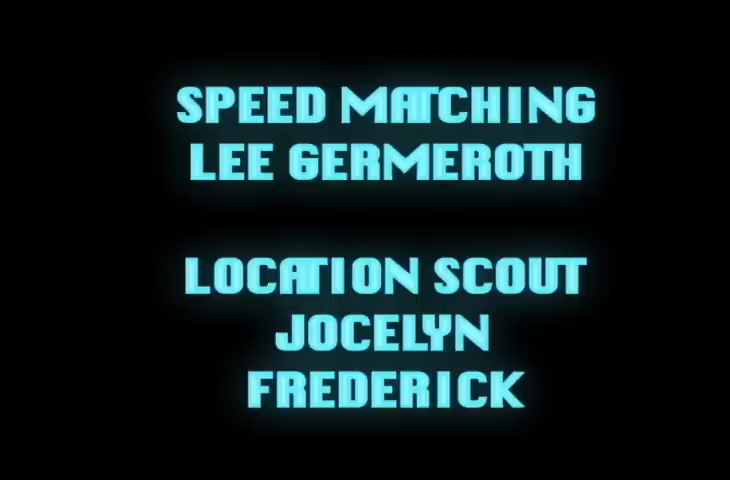 SPEED MATCHING
LEE GERMEROTH
LOCATION SCOUT
JOCELYN
FREDERICK